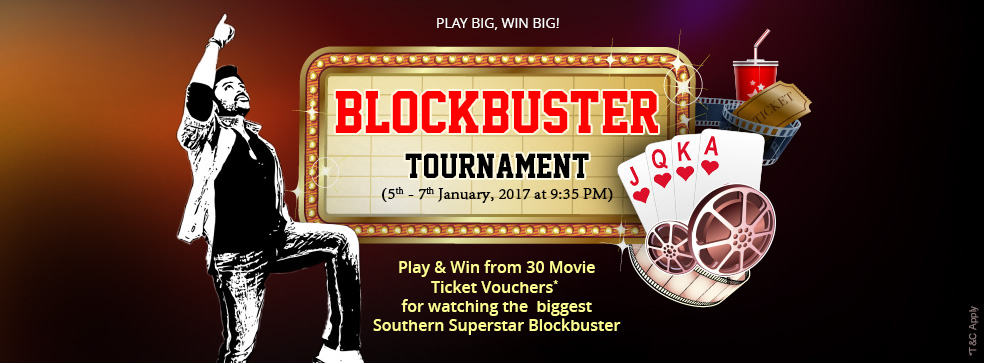 PLAY BIG, WIN BIG!
BLOCKBUSTER
TOURNAMENT
(5th - 7th January, 2017 at 9:35 PM)
TICKET
J Q K A
Play & Win from 30 Movie
Ticket Vouchers*
for watching the biggest
Southern Superstar Blockbuster
*T&C Apply